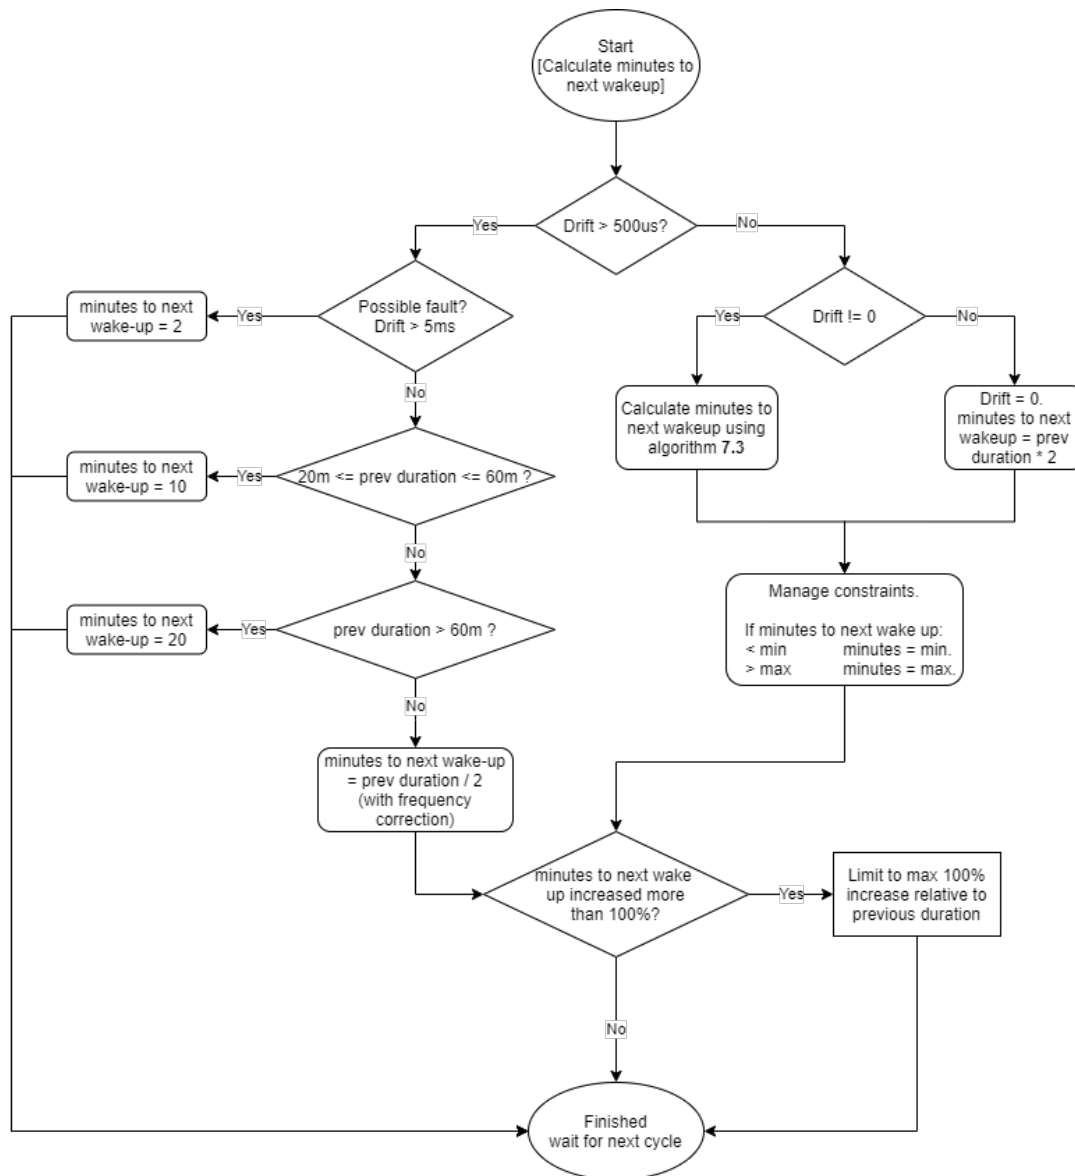 Start
[Calculate minutes to
next wakeup]
Drift > 500us?
Yes
No
Possible fault?
Drift > 5ms
Yes
minutes to next
wake-up = 2
No
Drift != 0
Yes
No
Calculate minutes to
next wakeup using
algorithm 7.3
Drift = 0.
minutes to next
wakeup = prev
duration * 2
20m <= prev duration <= 60m ?
Yes
minutes to next
wake-up = 10
No
prev duration > 60m ?
Yes
minutes to next
wake-up = 20
No
Manage constraints.
If minutes to next wake up:
< min minutes = min.
> max minutes = max.
minutes to next wake-up
= prev duration / 2
(with frequency
correction)
minutes to next wake
up increased more
than 100%?
Yes
Limit to max 100%
increase relative to
previous duration
No
Finished
wait for next cycle